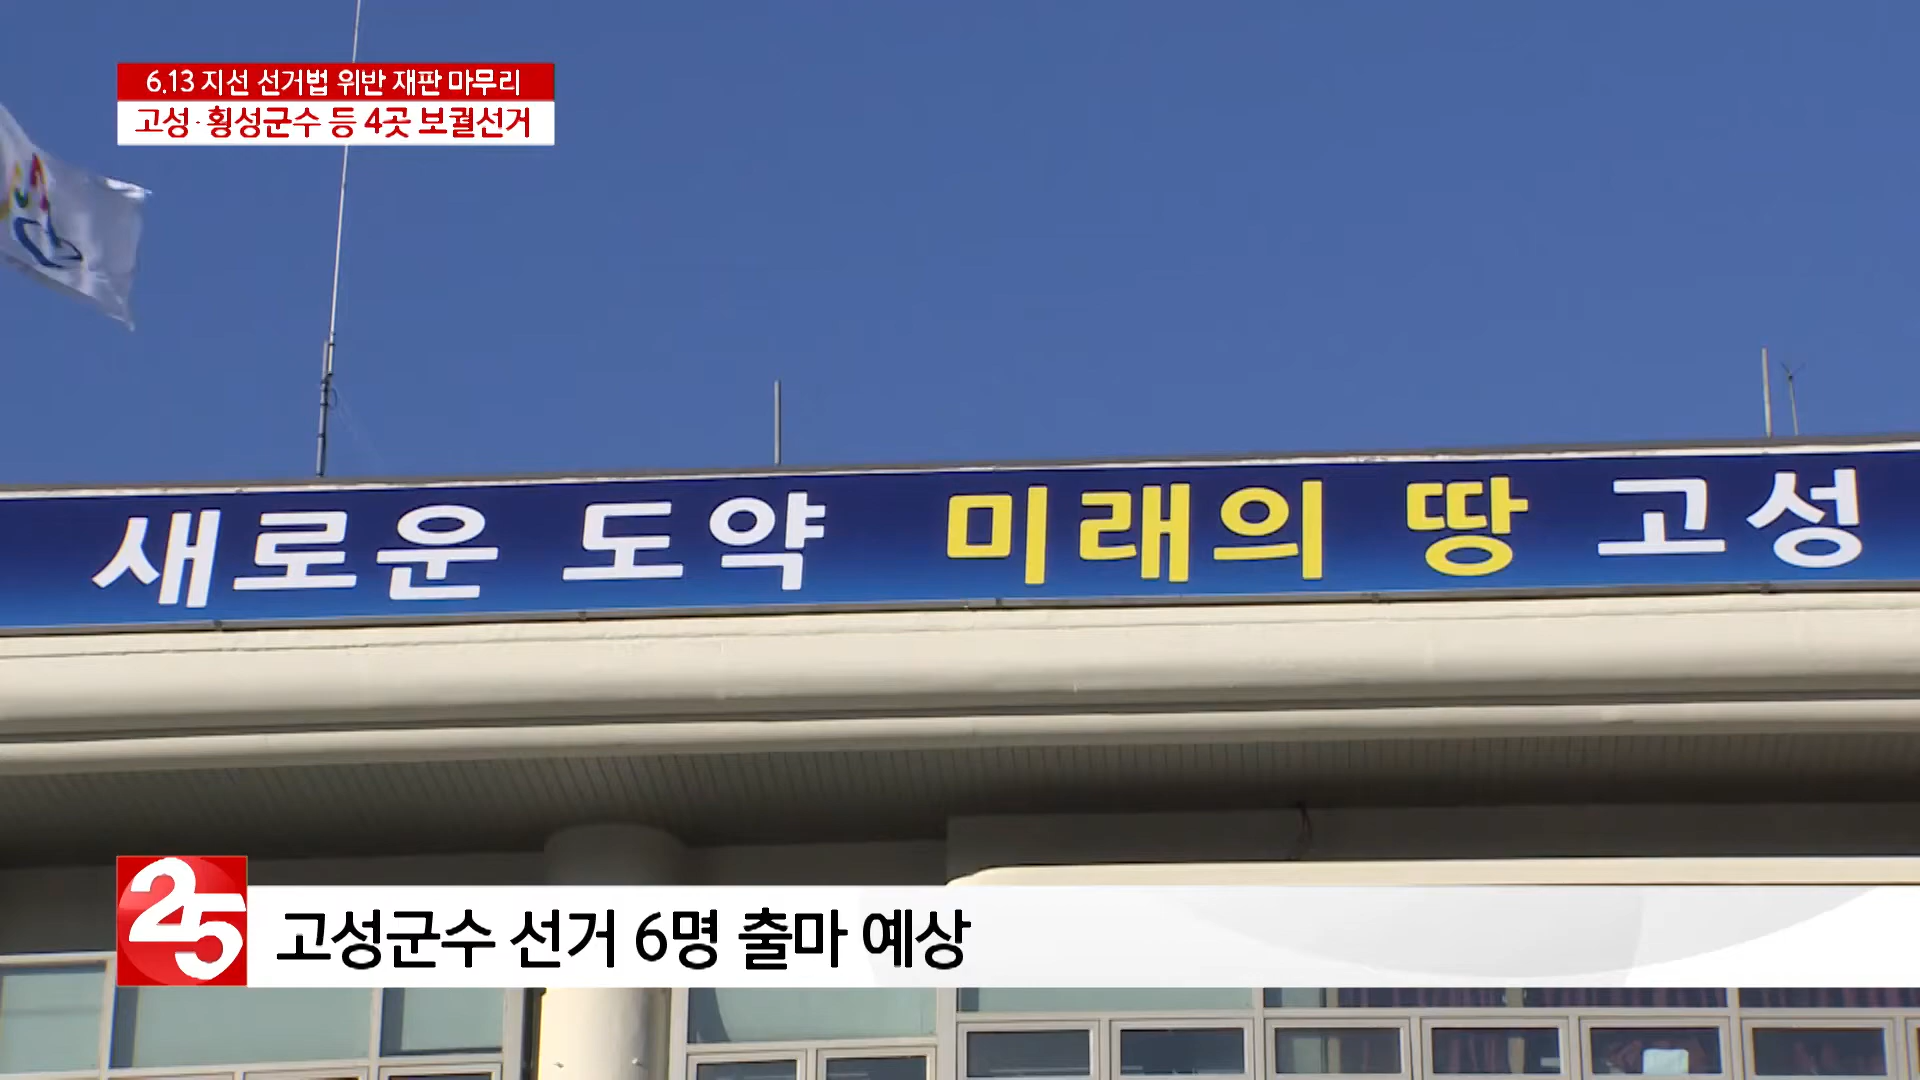 6.13 지선 선거법 위반 재판 마무리
고성·횡성군수 등 4곳 보궐선거
새로운 도약 미래의 땅 고성
25
고성군수 선거 6명 출마 예상